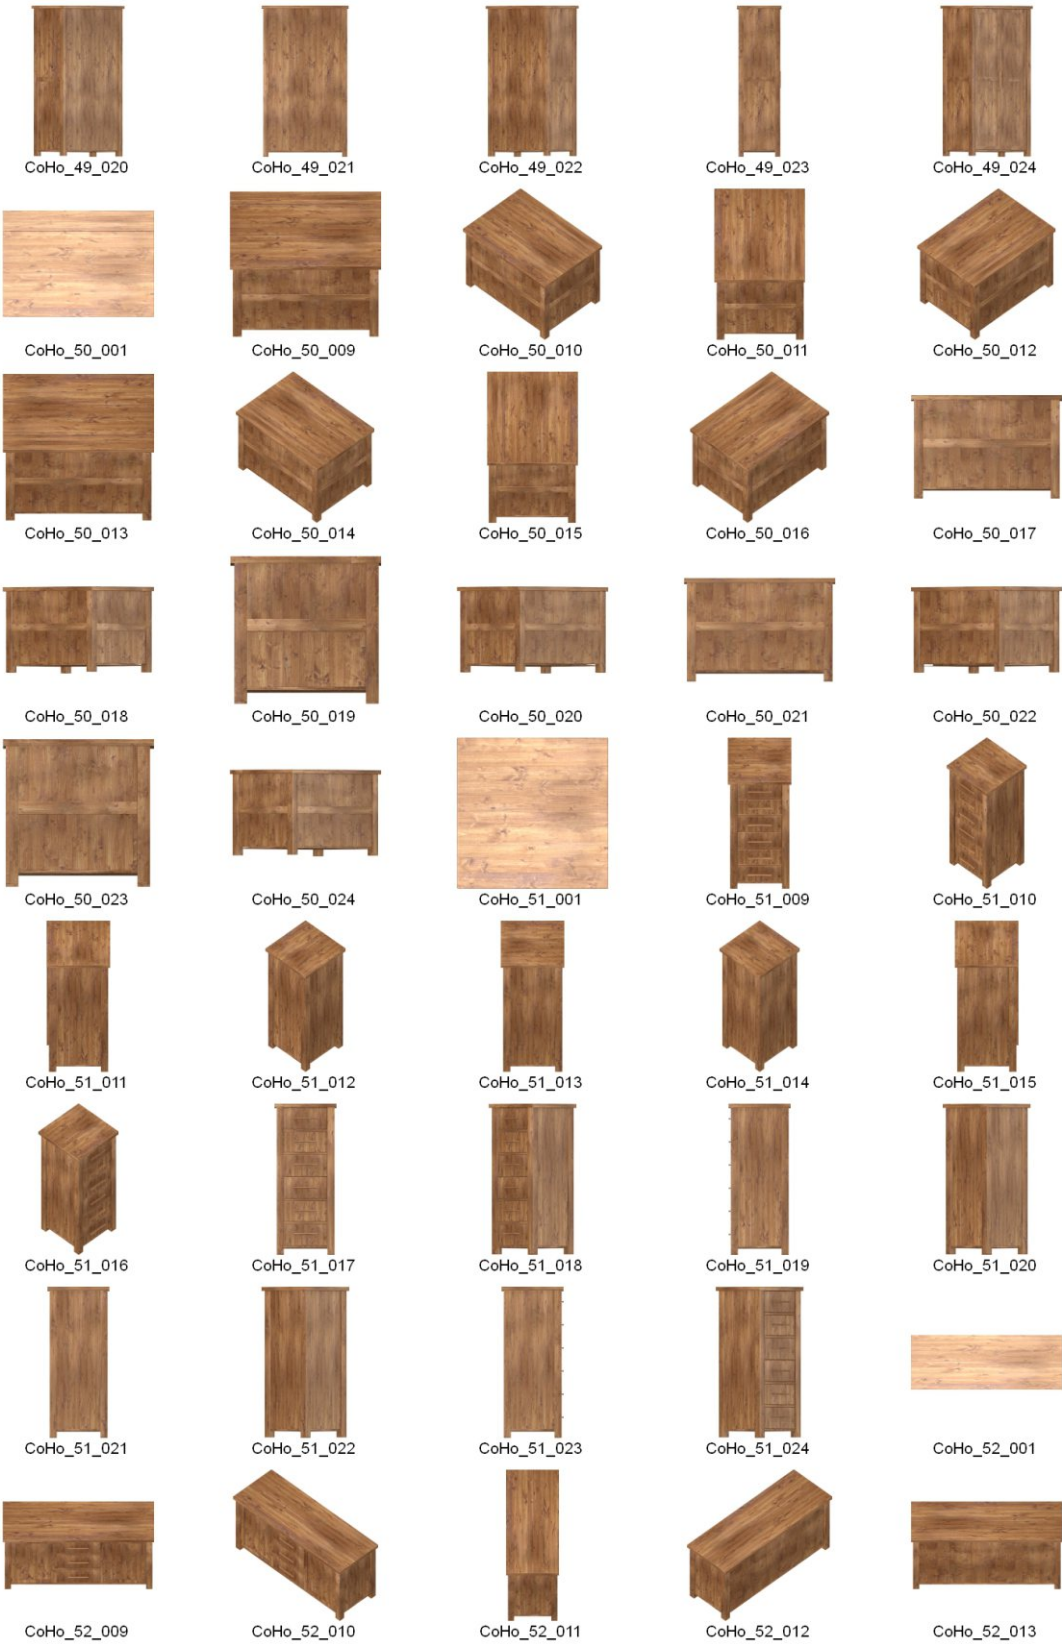 CoHo_49_020 CoHo_49_021 CoHo_49_022 CoHo_49_023 CoHo_49_024
CoHo_50_001 CoHo_50_009 CoHo_50_010 CoHo_50_011 CoHo_50_012
CoHo_50_013 CoHo_50_014 CoHo_50_015 CoHo_50_016 CoHo_50_017
CoHo_50_018 CoHo_50_019 CoHo_50_020 CoHo_50_021 CoHo_50_022
CoHo_50_023 CoHo_50_024 CoHo_51_001 CoHo_51_009 CoHo_51_010
CoHo_51_011 CoHo_51_012 CoHo_51_013 CoHo_51_014 CoHo_51_015
CoHo_51_016 CoHo_51_017 CoHo_51_018 CoHo_51_019 CoHo_51_020
CoHo_51_021 CoHo_51_022 CoHo_51_023 CoHo_51_024 CoHo_52_001
CoHo_52_009 CoHo_52_010 CoHo_52_011 CoHo_52_012 CoHo_52_013